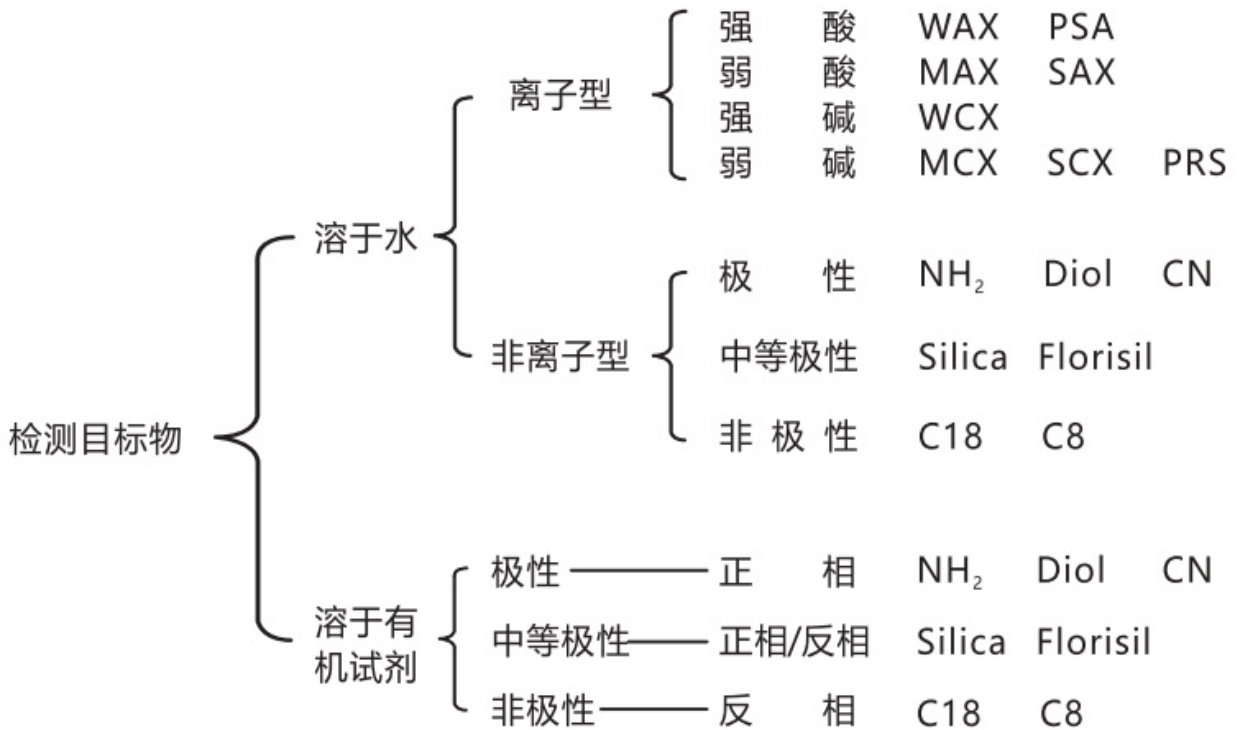 强酸 WAX PSA
弱酸 MAX SAX
离子型
强碱 WCX
弱碱 MCX SCX PRS
溶于水
极性 NH₂ Diol CN
非离子型 中等极性 Silica Florisil
非极性 C18 C8
检测目标物
极性 正相 NH₂ Diol CN
溶于有
机试剂
中等极性 正相/反相 Silica Florisil
非极性 反相 C18 C8